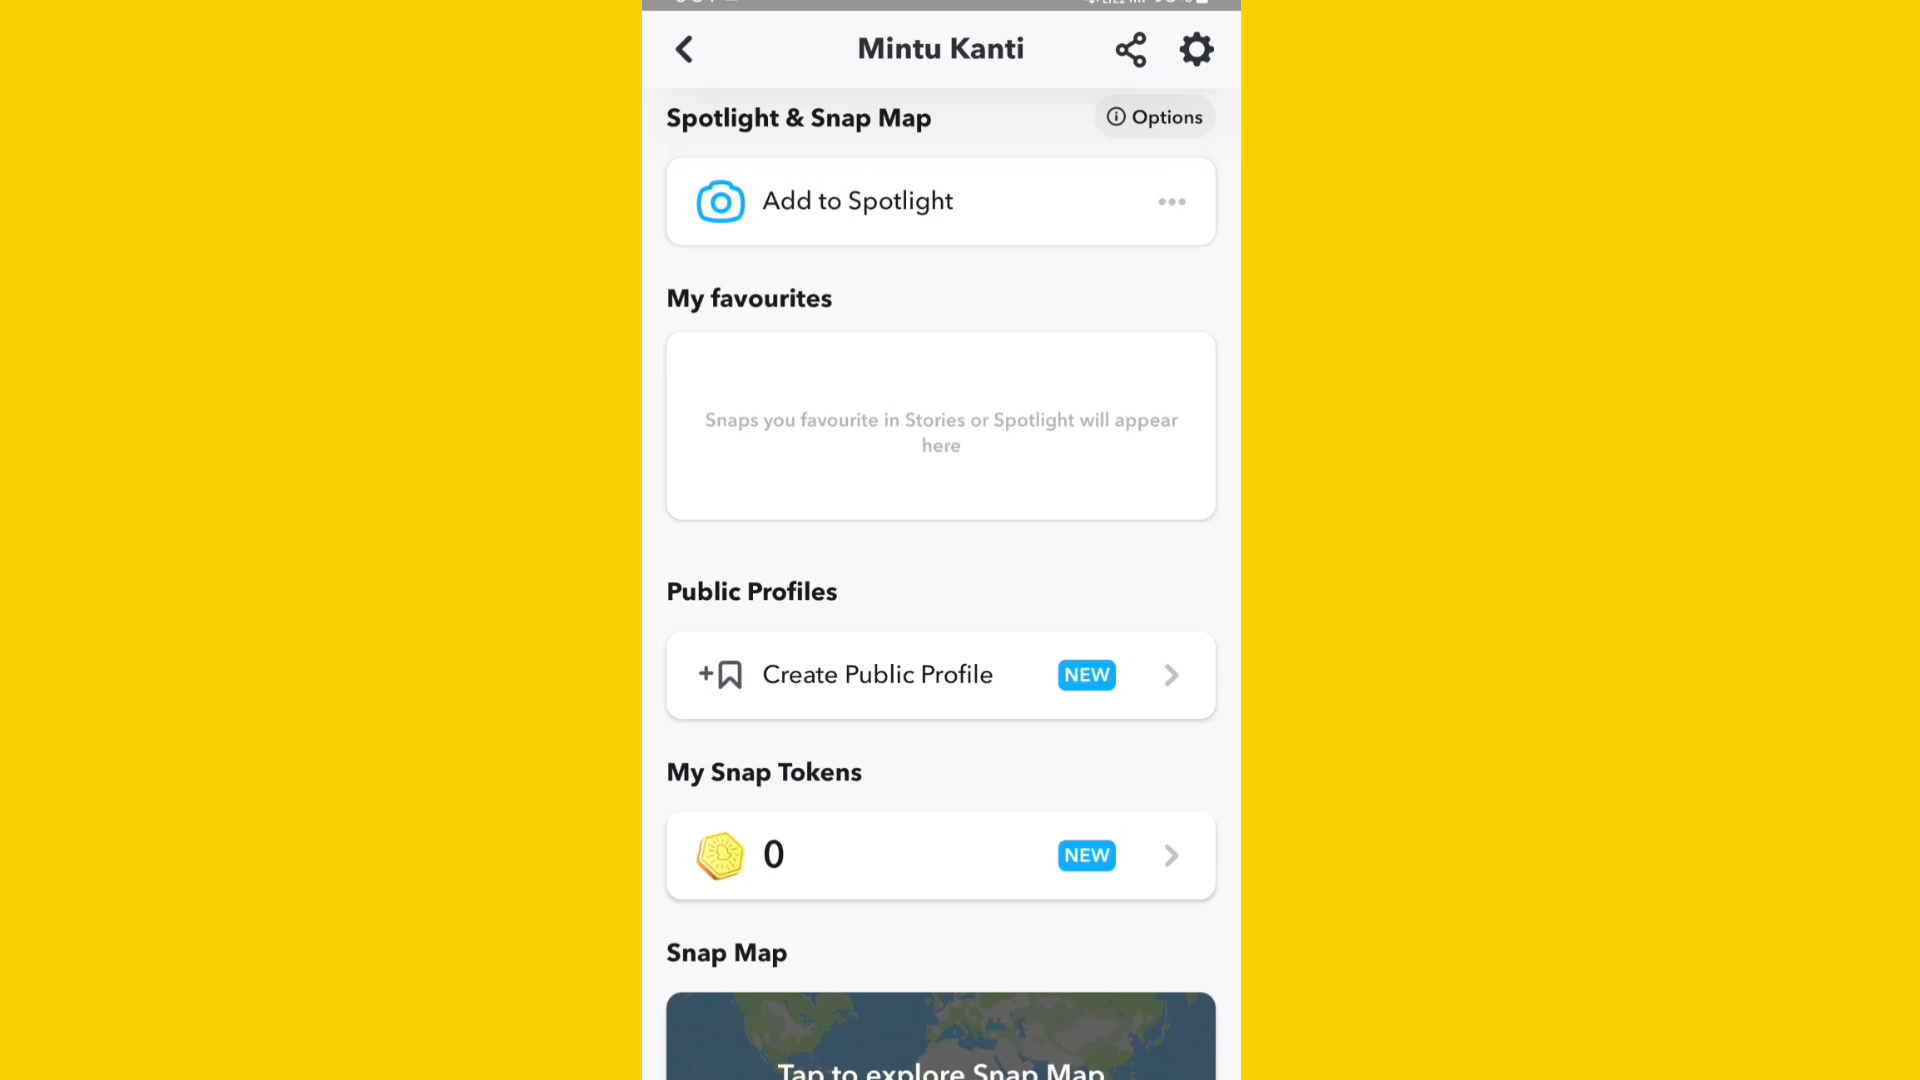 Mintu Kanti
Spotlight & Snap Map
Options
Add to Spotlight
My favourites
Snaps you favourite in Stories or Spotlight will appear
here
Public Profiles
Create Public Profile NEW
My Snap Tokens
0 NEW
Snap Map
Tap to explore Snap Map